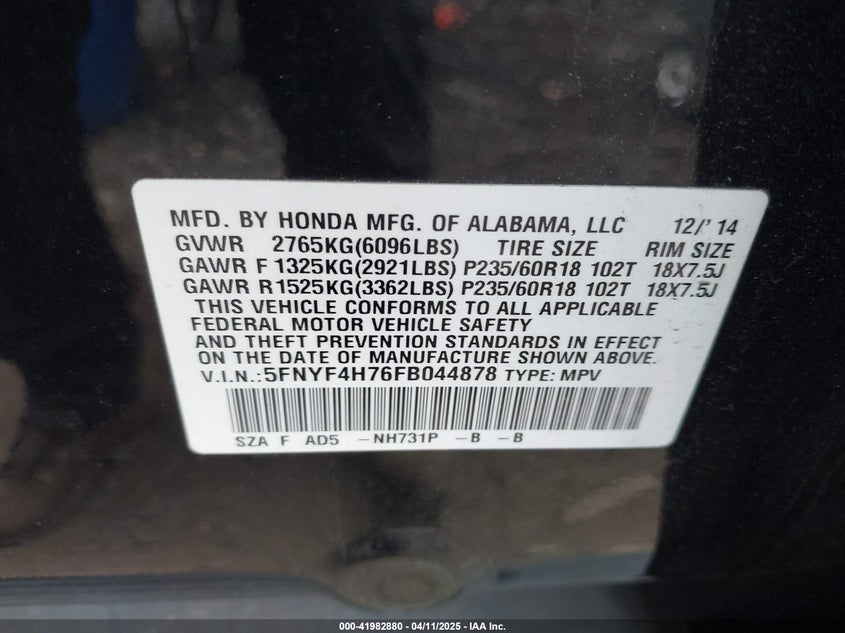 MFD. BY HONDA MFG. OF ALABAMA, LLC 12/' 14
GVWR 2765KG(6096LBS) TIRE SIZE RIM SIZE
GAWR F 1325KG(2921LBS) P235/60R18 102T 18X7.5J
GAWR R1525KG(3362LBS) P235/60R18 102T 18X7.5J
THIS VEHICLE CONFORMS TO ALL APPLICABLE
FEDERAL MOTOR VEHICLE SAFETY
AND THEFT PREVENTION STANDARDS IN EFFECT
ON THE DATE OF MANUFACTURE SHOWN ABOVE.
V.I.N.:5FNYF4H76FB044878 TYPE: MPV
SZA F AD5 -NH731P -B -B
000-41982880 - 04/11/2025 - IAA Inc.